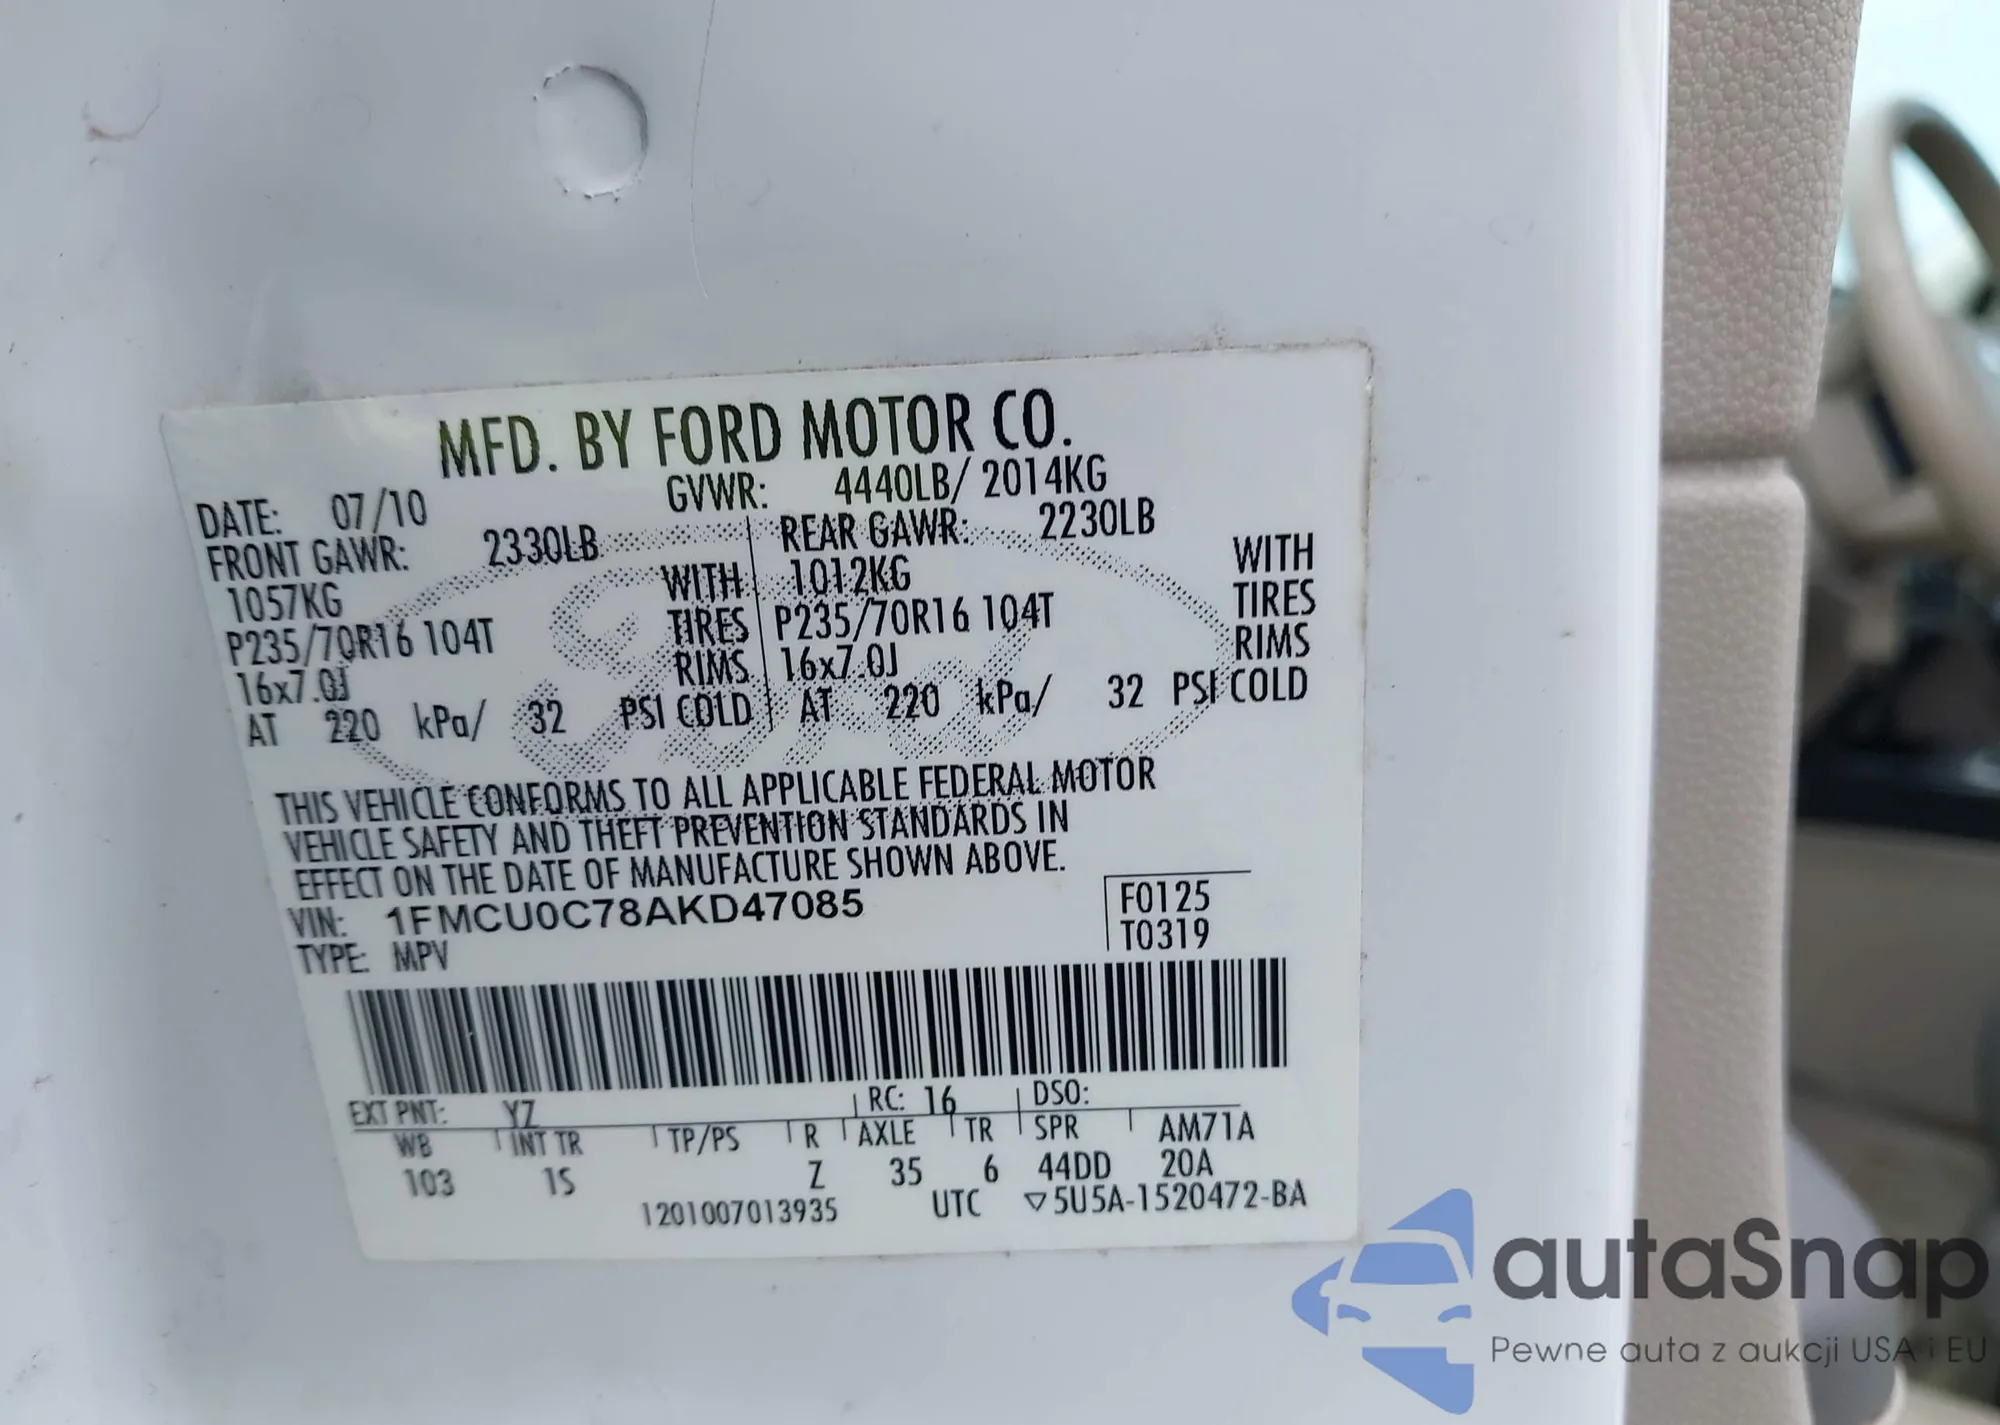 MFD. BY FORD MOTOR CO.
DATE: 07/10 GVWR: 4440LB/ 2014KG
FRONT GAWR: 2330LB REAR GAWR: 2230LB
1057KG WITH 1012KG WITH
P235/70R16 104T TIRES P235/70R16 104T TIRES
16x7.0J RIMS 16x7.0J RIMS
AT 220 kPa/ 32 PSI COLD AT 220 kPa/ 32 PSI COLD
THIS VEHICLE CONFORMS TO ALL APPLICABLE FEDERAL MOTOR
VEHICLE SAFETY AND THEFT PREVENTION STANDARDS IN
EFFECT ON THE DATE OF MANUFACTURE SHOWN ABOVE.
VIN: 1FMCU0C78AKD47085 F0125
TYPE: MPV T0319
EXT PNT: YZ RC: 16 DSO:
WB INT TR TP/PS R AXLE TR SPR AM71A
103 1S Z 35 6 44DD 20A
1201007013935 UTC ▽5U5A-1520472-BA
Ford
autaSnap
Pewne auta z aukcji USA i EU